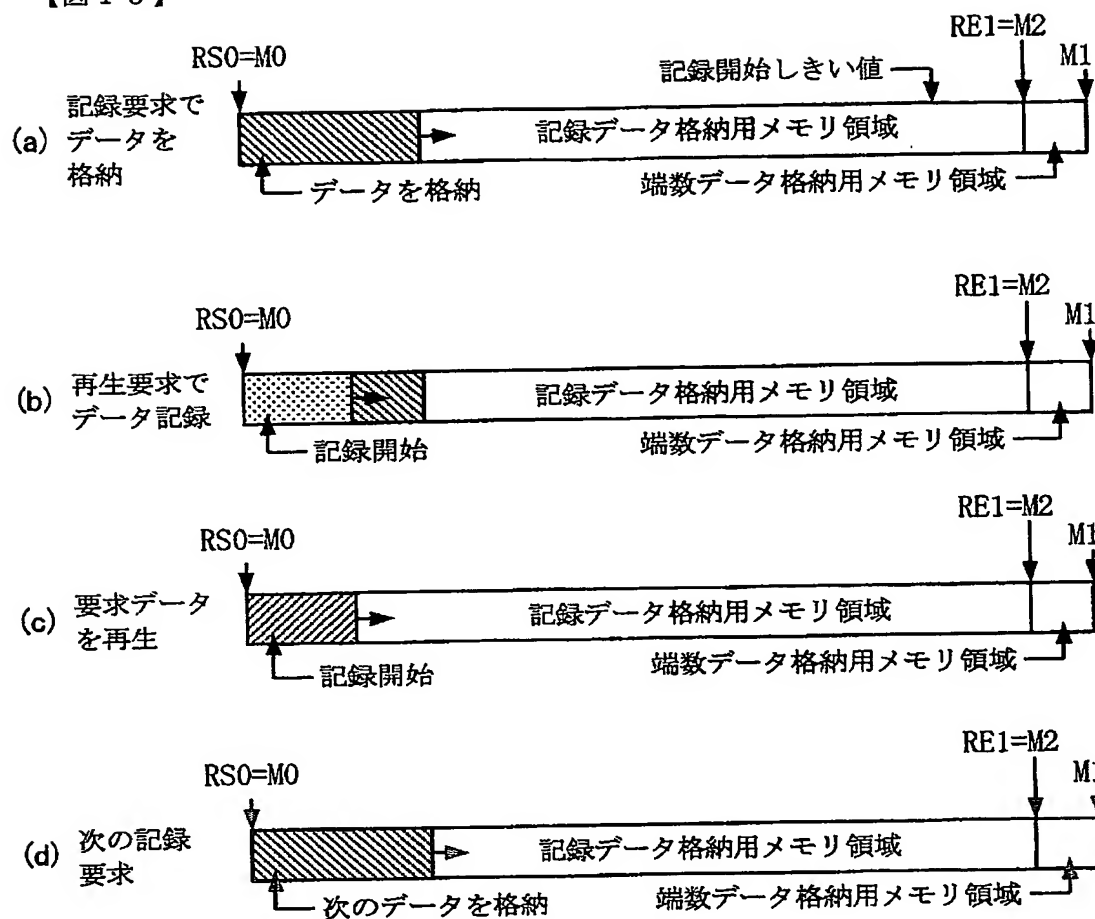 RS0=M0
RE1=M2
M1
記録開始しきい値
(a)
記録要求で
データを
格納
記録データ格納用メモリ領域
データを格納
端数データ格納用メモリ領域
RS0=M0
RE1=M2
M1
(b)
再生要求で
データ記録
記録データ格納用メモリ領域
記録開始
端数データ格納用メモリ領域
RS0=M0
RE1=M2
M1
(c)
要求データ
を再生
記録データ格納用メモリ領域
記録開始
端数データ格納用メモリ領域
RS0=M0
RE1=M2
(d)
次の記録
要求
記録データ格納用メモリ領域
次のデータを格納
端数データ格納用メモリ領域